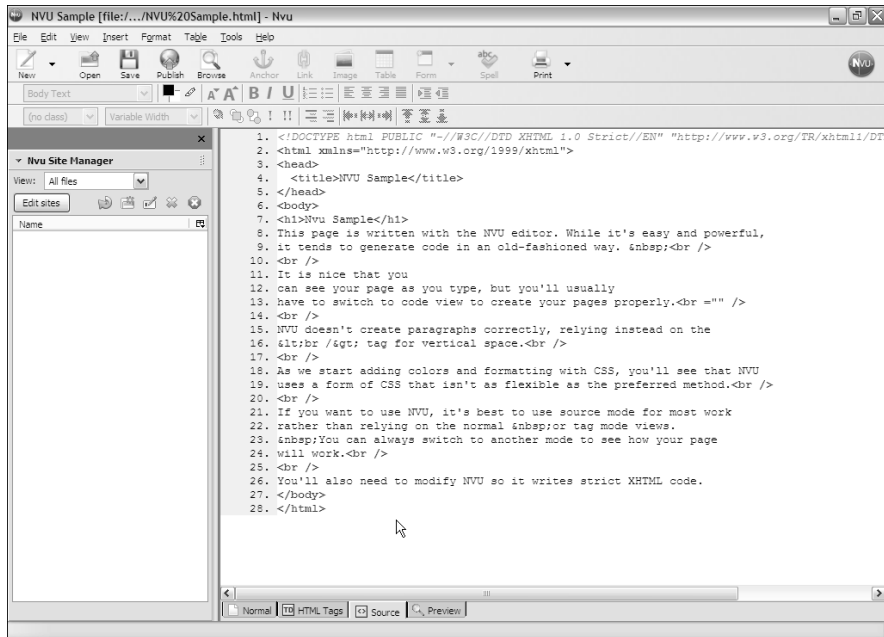 NVU Sample [file:/.../NVU%20Sample.html] - Nvu
File Edit View Insert Format Table Tools Help
New Open Save Publish Browse Anchor Link Image Table Form Spell Print
abc
NVU
Body Text
A A B I U
(no class) Variable Width
Nvu Site Manager
View: All files
Edit sites
Name
1. <!DOCTYPE html PUBLIC "-//W3C//DTD XHTML 1.0 Strict//EN" "http://www.w3.org/TR/xhtml1/DT
2. <html xmlns="http://www.w3.org/1999/xhtml">
3. <head>
4. <title>NVU Sample</title>
5. </head>
6. <body>
7. <h1>Nvu Sample</h1>
8. This page is written with the NVU editor. While it's easy and powerful,
9. it tends to generate code in an old-fashioned way. &nbsp;<br />
10. <br />
11. It is nice that you
12. can see your page as you type, but you'll usually
13. have to switch to code view to create your pages properly.<br ="" />
14. <br />
15. NVU doesn't create paragraphs correctly, relying instead on the
16. &lt;br /&gt; tag for vertical space.<br />
17. <br />
18. As we start adding colors and formatting with CSS, you'll see that NVU
19. uses a form of CSS that isn't as flexible as the preferred method.<br />
20. <br />
21. If you want to use NVU, it's best to use source mode for most work
22. rather than relying on the normal &nbsp;or tag mode views.
23. &nbsp;You can always switch to another mode to see how your page
24. will work.<br />
25. <br />
26. You'll also need to modify NVU so it writes strict XHTML code.
27. </body>
28. </html>
Normal TD HTML Tags Source Preview